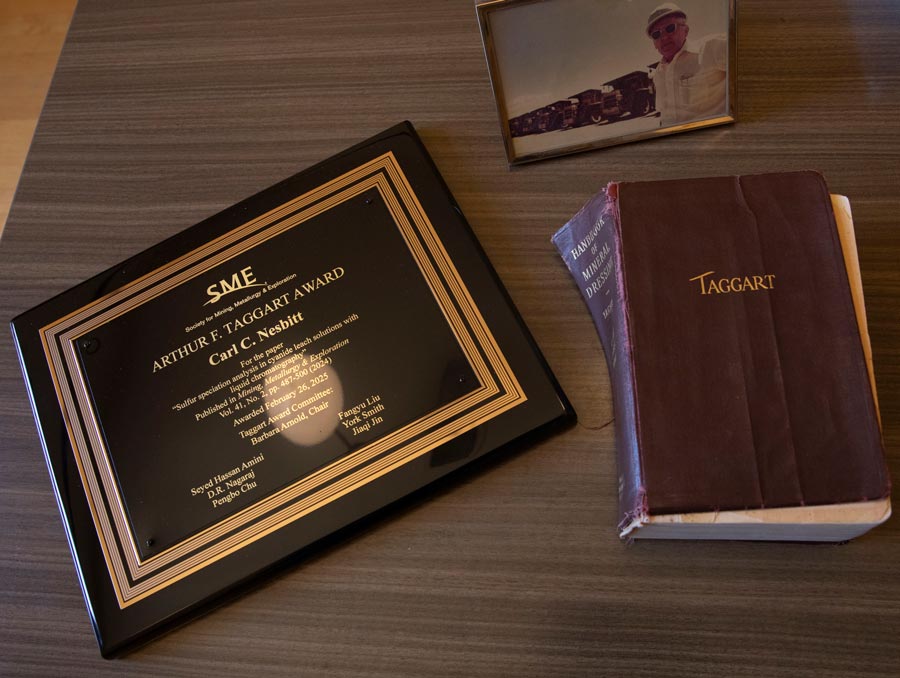 SME
Society for Mining, Metallurgy & Exploration
ARTHUR F. TAGGART AWARD
Carl C. Nesbitt
For the paper
"Sulfur speciation analysis in cyanide leach solutions with
liquid chromatography"
Published in Mining, Metallurgy & Exploration
Vol. 41, No. 2, pp. 487-500 (2024)
Awarded February 26, 2025
Taggart Award Committee:
Barbara Arnold, Chair
Seyed Hassan Amini
D.R. Nagaraj
Pengbo Chu
Fangyu Liu
York Smith
Jiaqi Jin
HANDBOOK
OF
MINERAL
DRESSING
TAGGART